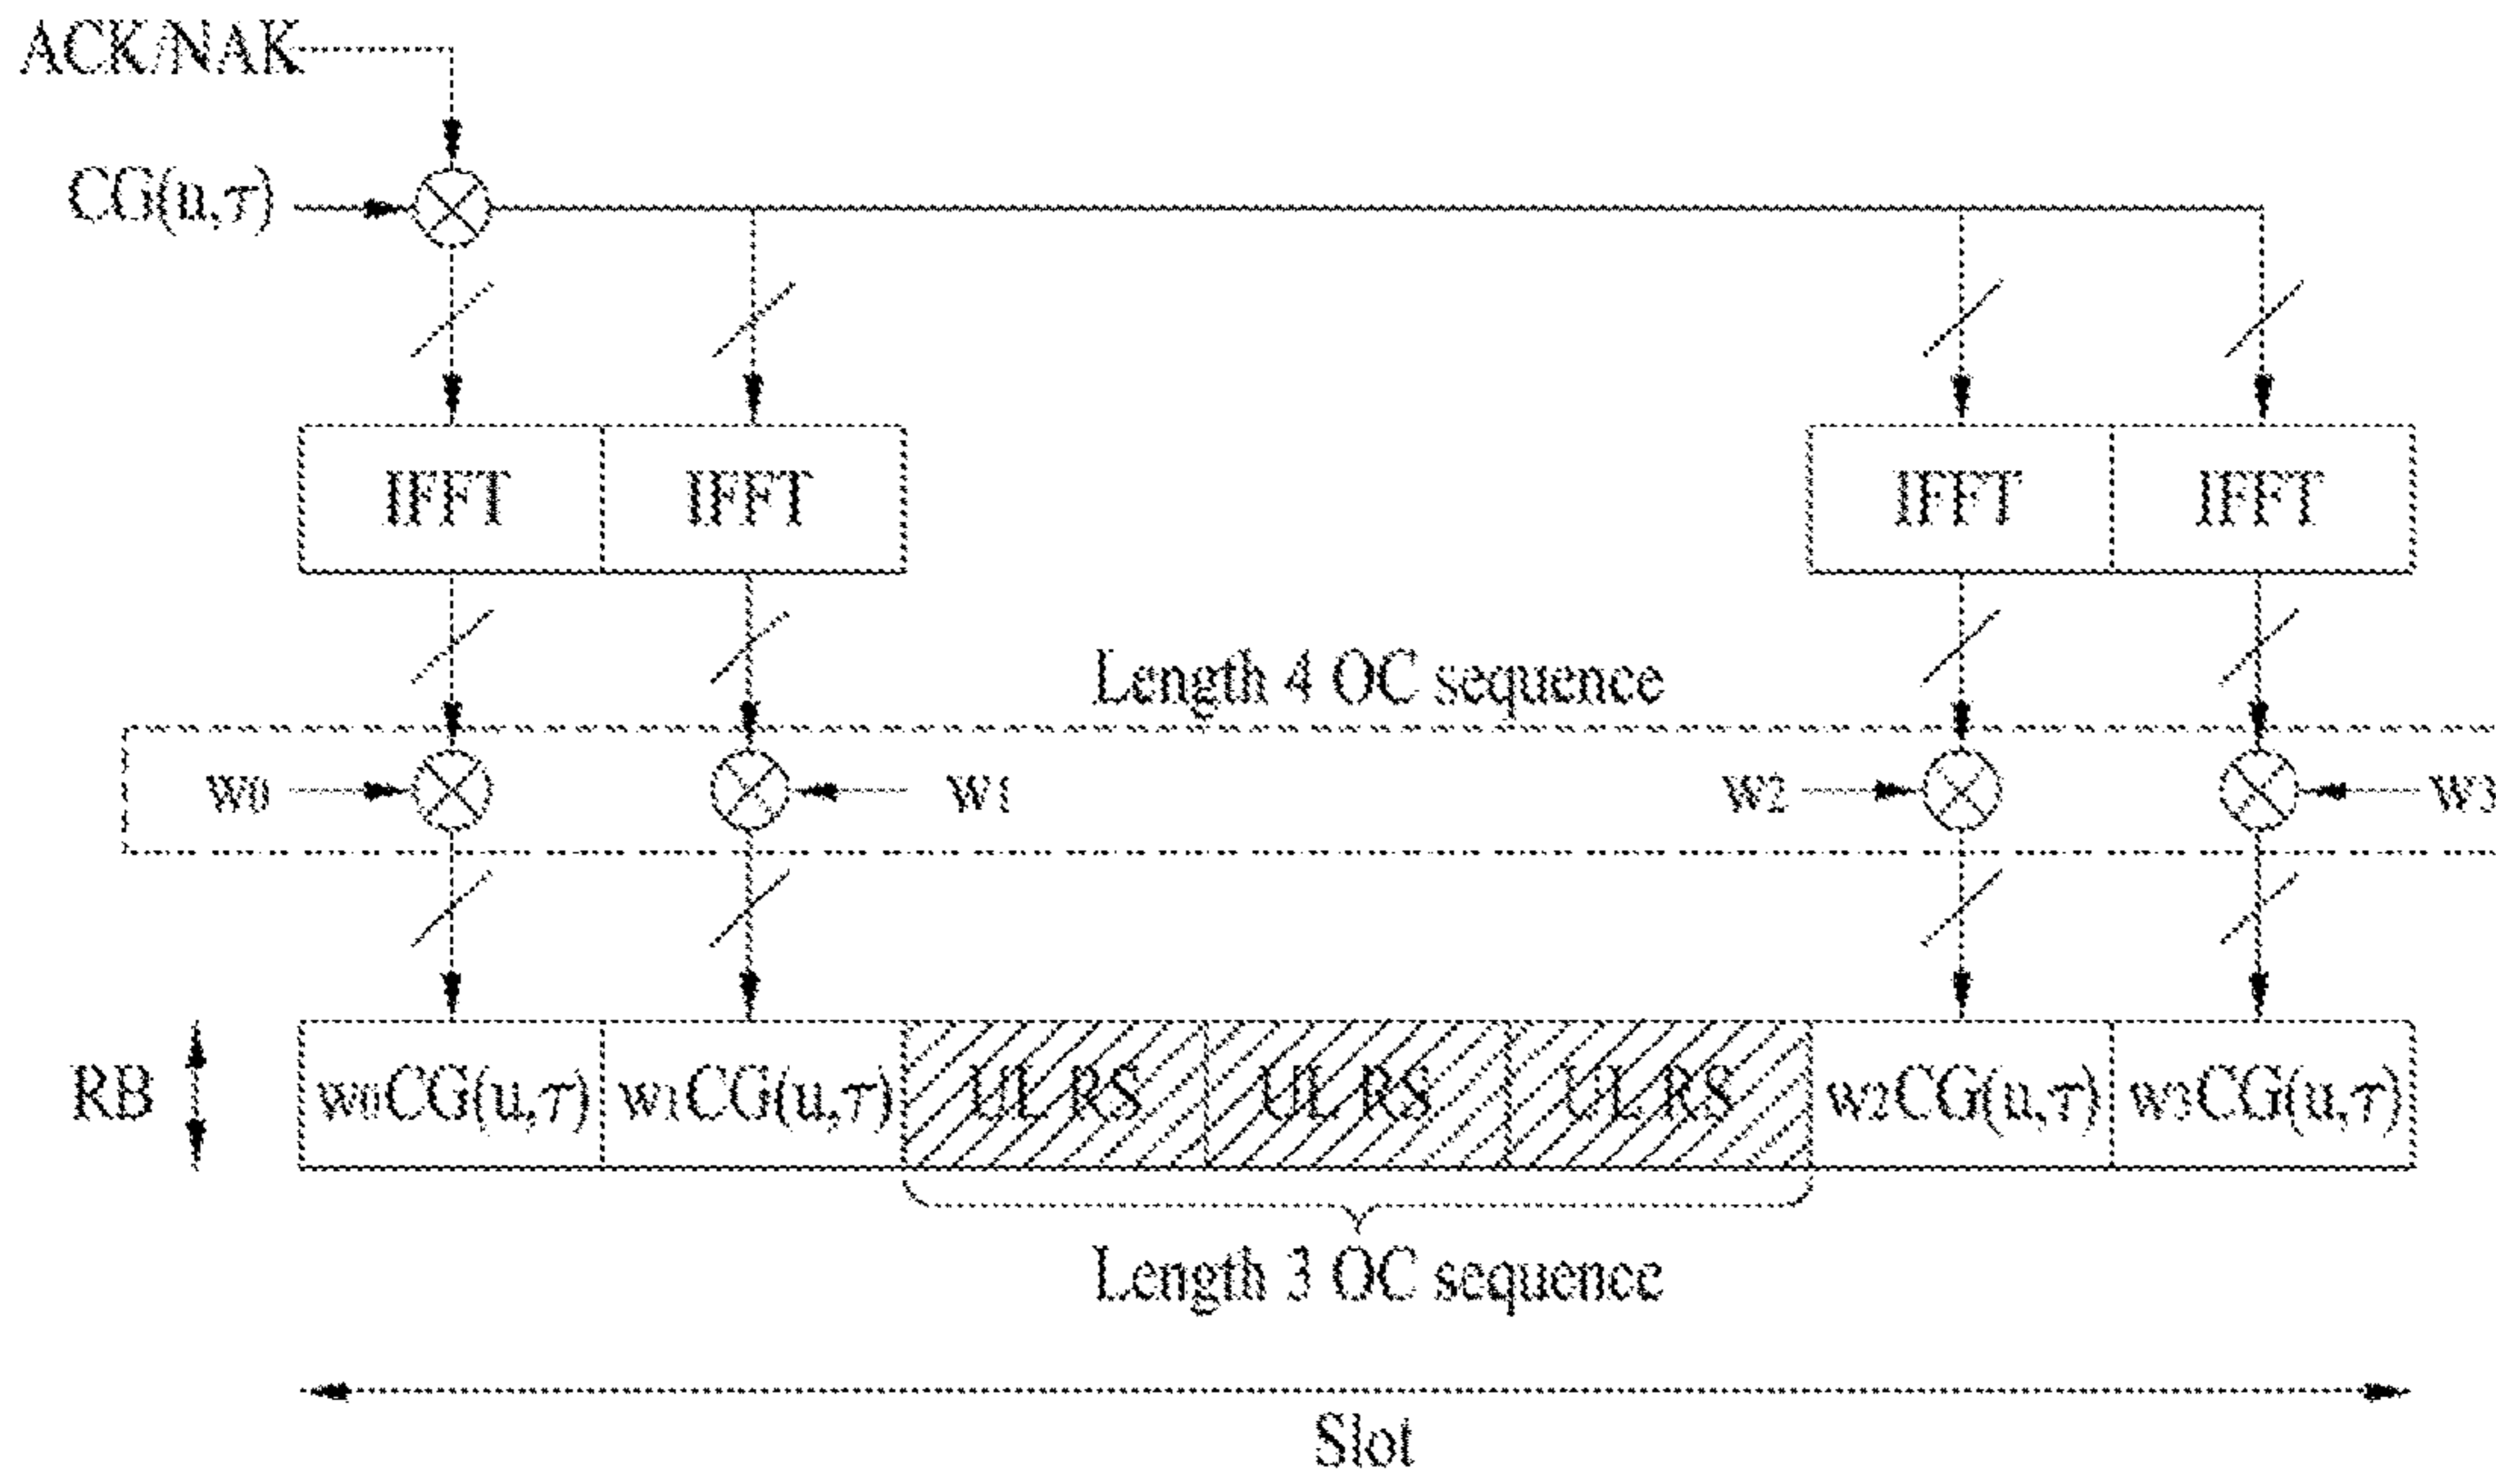 ACK/NAK
CG(u,τ)
IFFT IFFT IFFT IFFT
Length 4 OC sequence
W0 W1 W2 W3
RB w0CG(u,τ) w1CG(u,τ) UL RS UL RS UL RS w2CG(u,τ) w3CG(u,τ)
Length 3 OC sequence
Slot